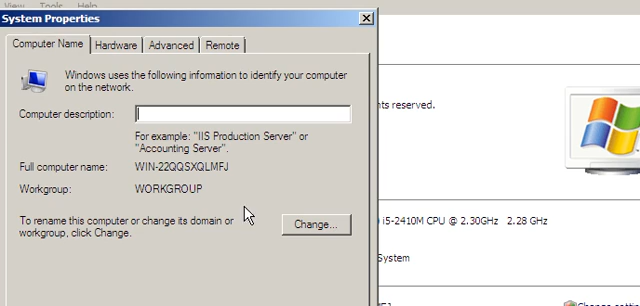 View Tools Help
System Properties
Computer Name Hardware Advanced Remote
Windows uses the following information to identify your computer
on the network.
Computer description:
For example: "IIS Production Server" or
"Accounting Server".
Full computer name: WIN-22QQSXQLMFJ
Workgroup: WORKGROUP
To rename this computer or change its domain or
workgroup, click Change.
Change...
reserved.
i5-2410M CPU @ 2.30GHz 2.28 GHz
System
Change